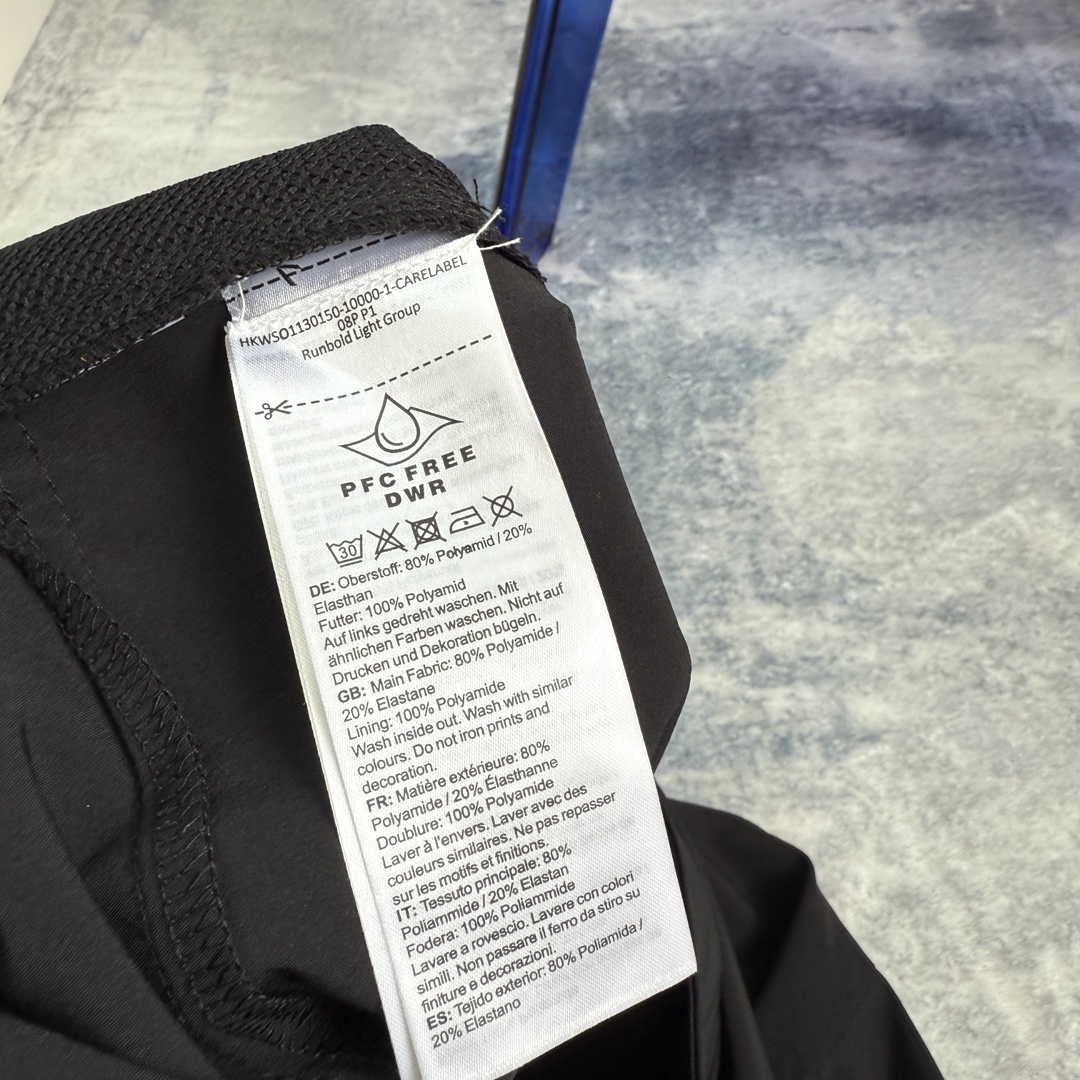 HKWSO1130150-10000-1-CARELABEL
08P P1
Runbold Light Group
PFC FREE
DWR
30
DE: Oberstoff: 80% Polyamid / 20%
Elasthan
Futter: 100% Polyamid
Auf links gedreht waschen. Mit
ähnlichen Farben waschen. Nicht auf
Drucken und Dekoration bügeln.
GB: Main Fabric: 80% Polyamide /
20% Elastane
Lining: 100% Polyamide
Wash inside out. Wash with similar
colours. Do not iron prints and
decoration.
FR: Matière extérieure: 80%
Polyamide / 20% Élasthanne
Doublure: 100% Polyamide
Laver à l'envers. Laver avec des
couleurs similaires. Ne pas repasser
sur les motifs et finitions.
IT: Tessuto principale: 80%
Poliammide / 20% Elastan
Fodera: 100% Poliammide
Lavare a rovescio. Lavare con colori
simili. Non passare il ferro da stiro su
finiture e decorazioni.
ES: Tejido exterior: 80% Poliamida /
20% Elastano